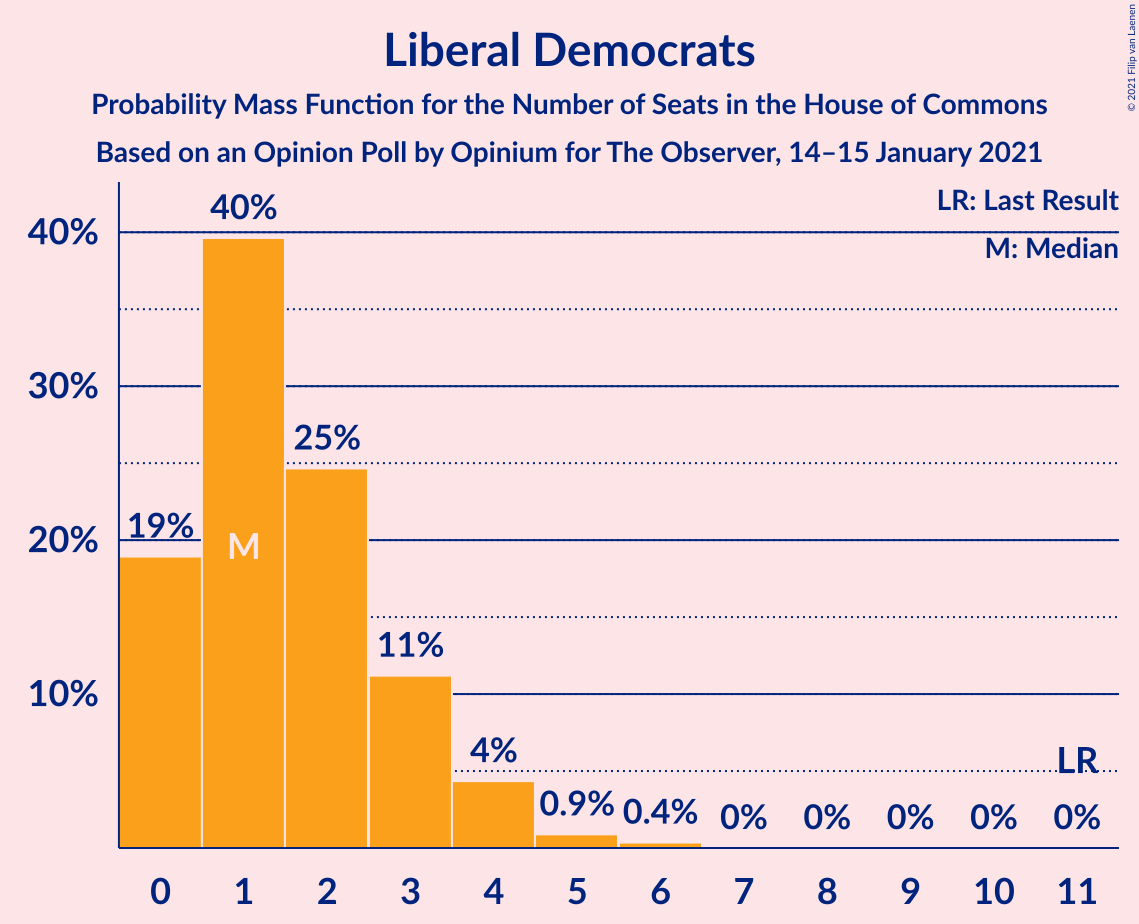 Liberal Democrats
Probability Mass Function for the Number of Seats in the House of Commons
Based on an Opinion Poll by Opinium for The Observer, 14–15 January 2021
© 2021 Filip van Laenen
LR: Last Result
M: Median
40%
30%
20%
10%
19%
40%
M
25%
11%
4%
0.9%
0.4%
0%
0%
0%
0%
LR
0%
0 1 2 3 4 5 6 7 8 9 10 11